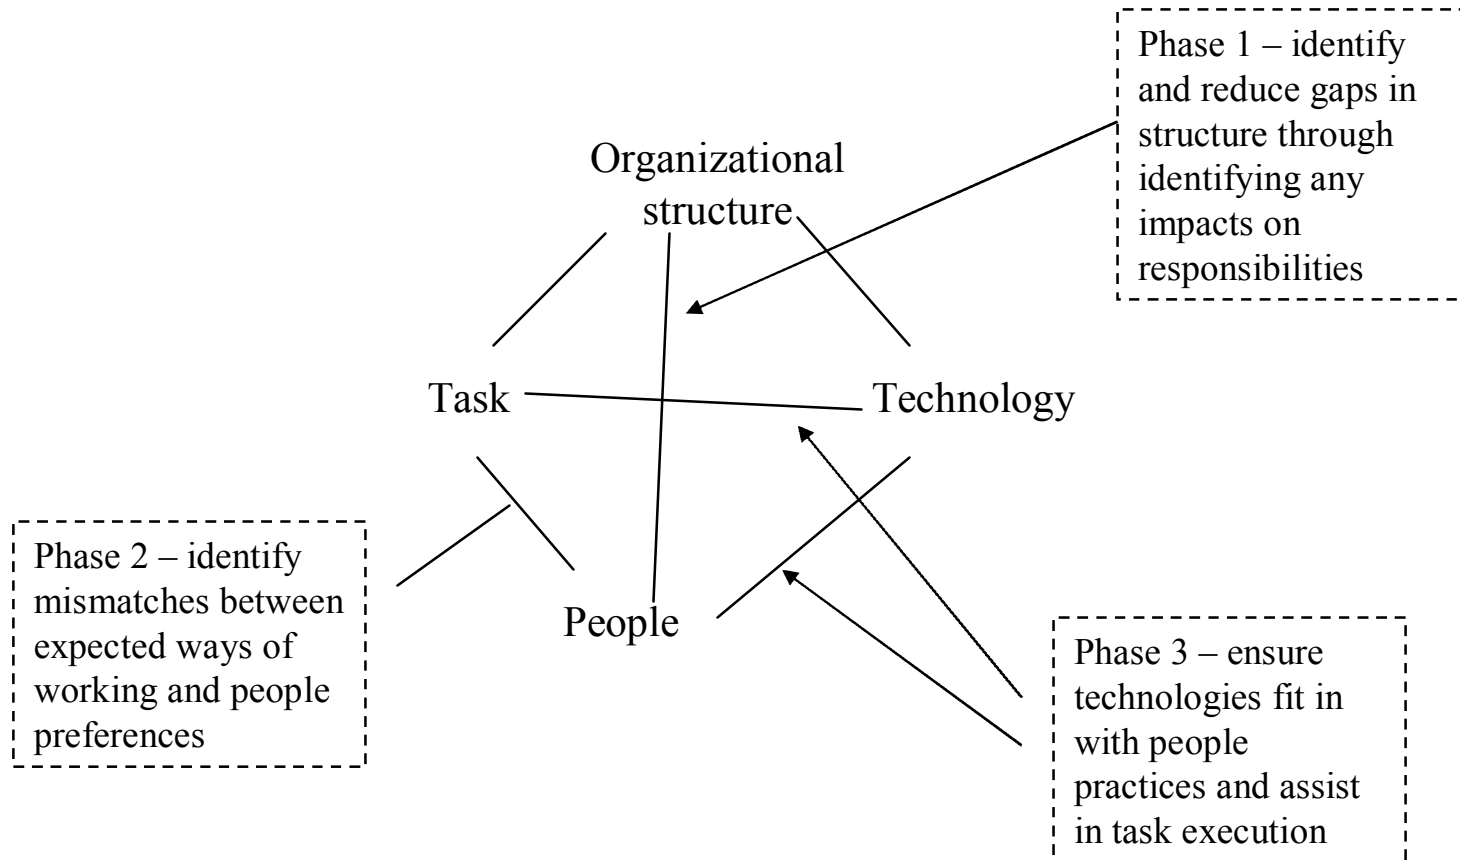 Phase 1 – identify
and reduce gaps in
structure through
identifying any
impacts on
responsibilities
Organizational
structure
Task
Technology
People
Phase 2 – identify
mismatches between
expected ways of
working and people
preferences
Phase 3 – ensure
technologies fit in
with people
practices and assist
in task execution